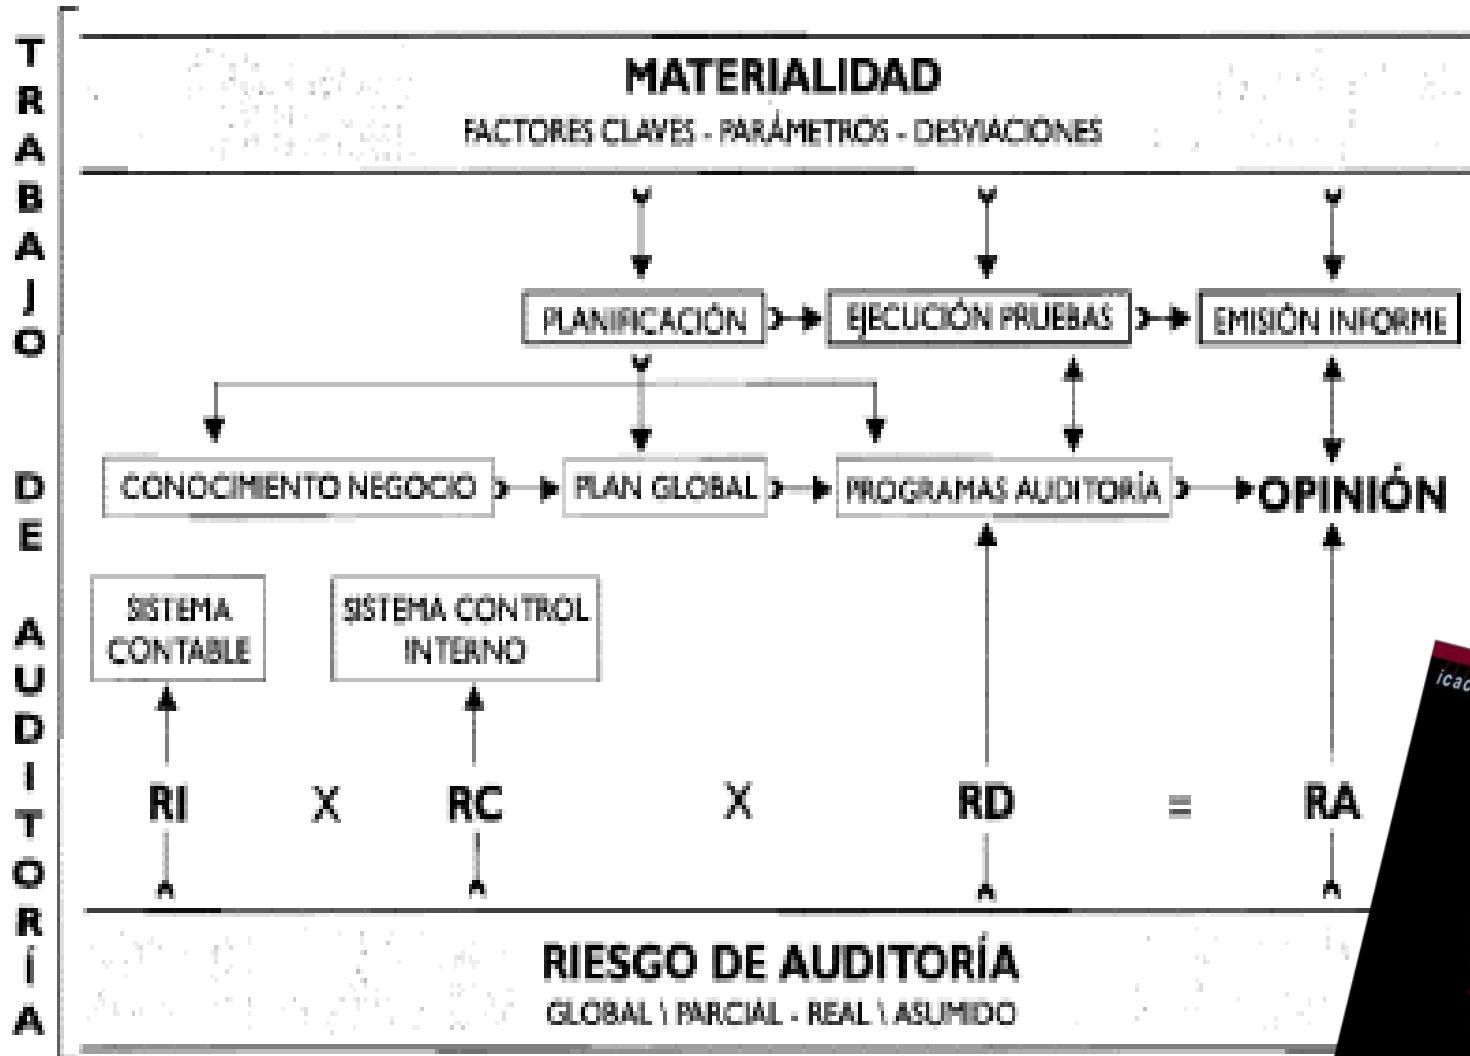 TRABAJO DE AUDITORÍA
MATERIALIDAD
FACTORES CLAVES - PARÁMETROS - DESVIACIONES
PLANIFICACIÓN
EJECUCIÓN PRUEBAS
EMISIÓN INFORME
CONOCIMIENTO NEGOCIO
PLAN GLOBAL
PROGRAMAS AUDITORÍA
OPINIÓN
SISTEMA
CONTABLE
SISTEMA CONTROL
INTERNO
RI X RC X RD = RA
RIESGO DE AUDITORÍA
GLOBAL \ PARCIAL - REAL \ ASUMIDO
icac